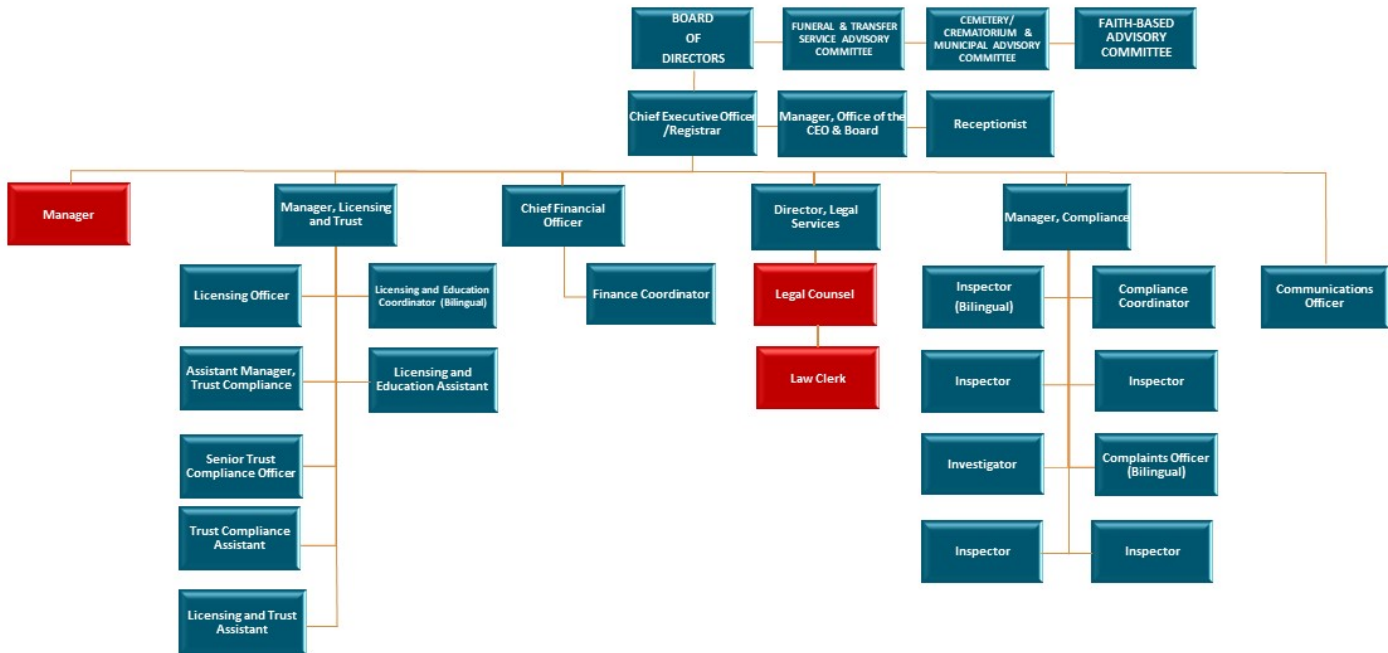 BOARD
OF
DIRECTORS
FUNERAL & TRANSFER
SERVICE ADVISORY
COMMITTEE
CEMETERY/
CREMATORIUM &
MUNICIPAL ADVISORY
COMMITTEE
FAITH-BASED
ADVISORY
COMMITTEE
Chief Executive Officer
/Registrar
Manager, Office of the
CEO & Board
Receptionist
Manager
Manager, Licensing
and Trust
Chief Financial
Officer
Director, Legal
Services
Manager, Compliance
Licensing Officer
Licensing and Education
Coordinator (Bilingual)
Finance Coordinator
Legal Counsel
Inspector
(Bilingual)
Compliance
Coordinator
Communications
Officer
Assistant Manager,
Trust Compliance
Licensing and
Education Assistant
Law Clerk
Inspector
Inspector
Senior Trust
Compliance Officer
Investigator
Complaints Officer
(Bilingual)
Trust Compliance
Assistant
Inspector
Inspector
Licensing and Trust
Assistant